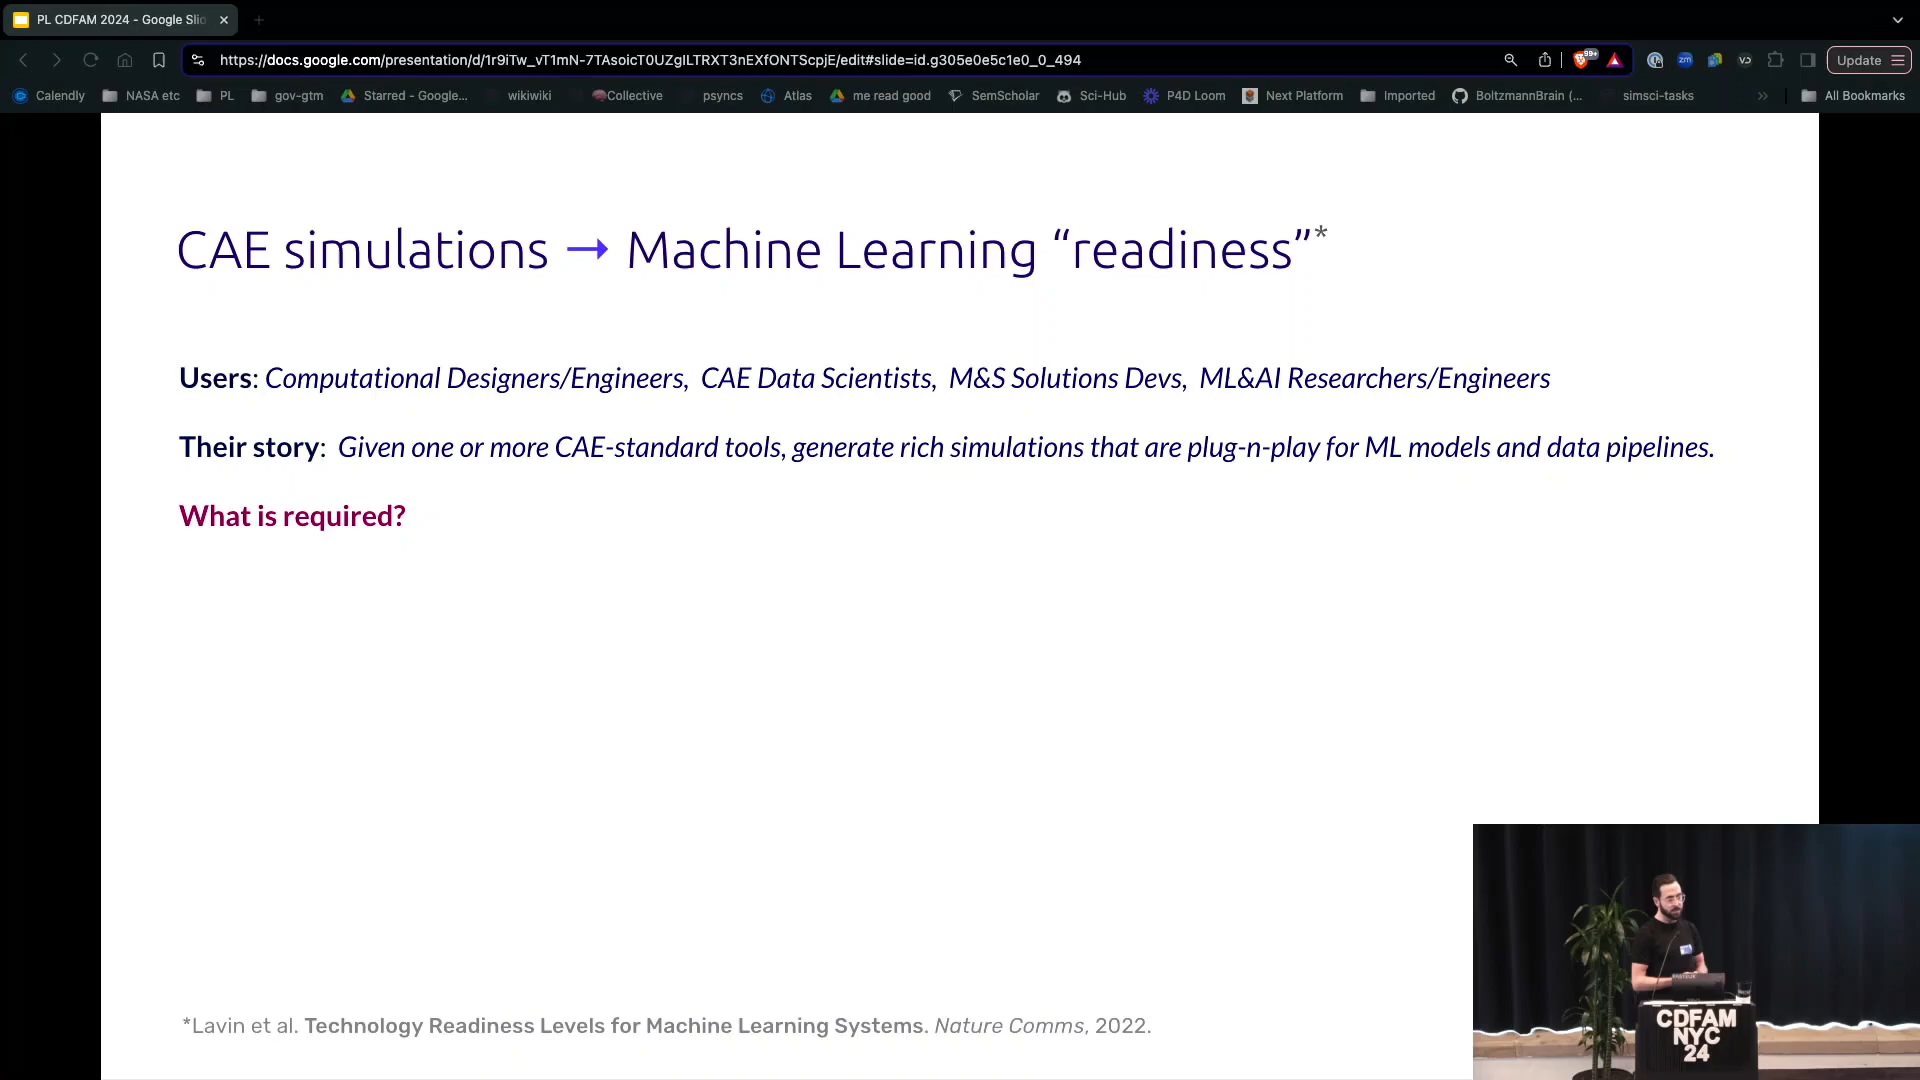 PL CDFAM 2024 - Google Slid
https://docs.google.com/presentation/d/1r9iTw_vT1mN-7TAsoicT0UZgILTRXT3nEXfONTScpjE/edit#slide=id.g305e0e5c1e0_0_494
99+
zm
Update
Calendly
NASA etc
PL
gov-gtm
Starred - Google...
wikiwiki
Collective
psyncs
Atlas
me read good
SemScholar
Sci-Hub
P4D Loom
Next Platform
Imported
BoltzmannBrain (...
simsci-tasks
All Bookmarks
CAE simulations → Machine Learning “readiness”*
Users: Computational Designers/Engineers, CAE Data Scientists, M&S Solutions Devs, ML&AI Researchers/Engineers
Their story: Given one or more CAE-standard tools, generate rich simulations that are plug-n-play for ML models and data pipelines.
What is required?
*Lavin et al. Technology Readiness Levels for Machine Learning Systems. Nature Comms, 2022.
CDFAM
NYC
24